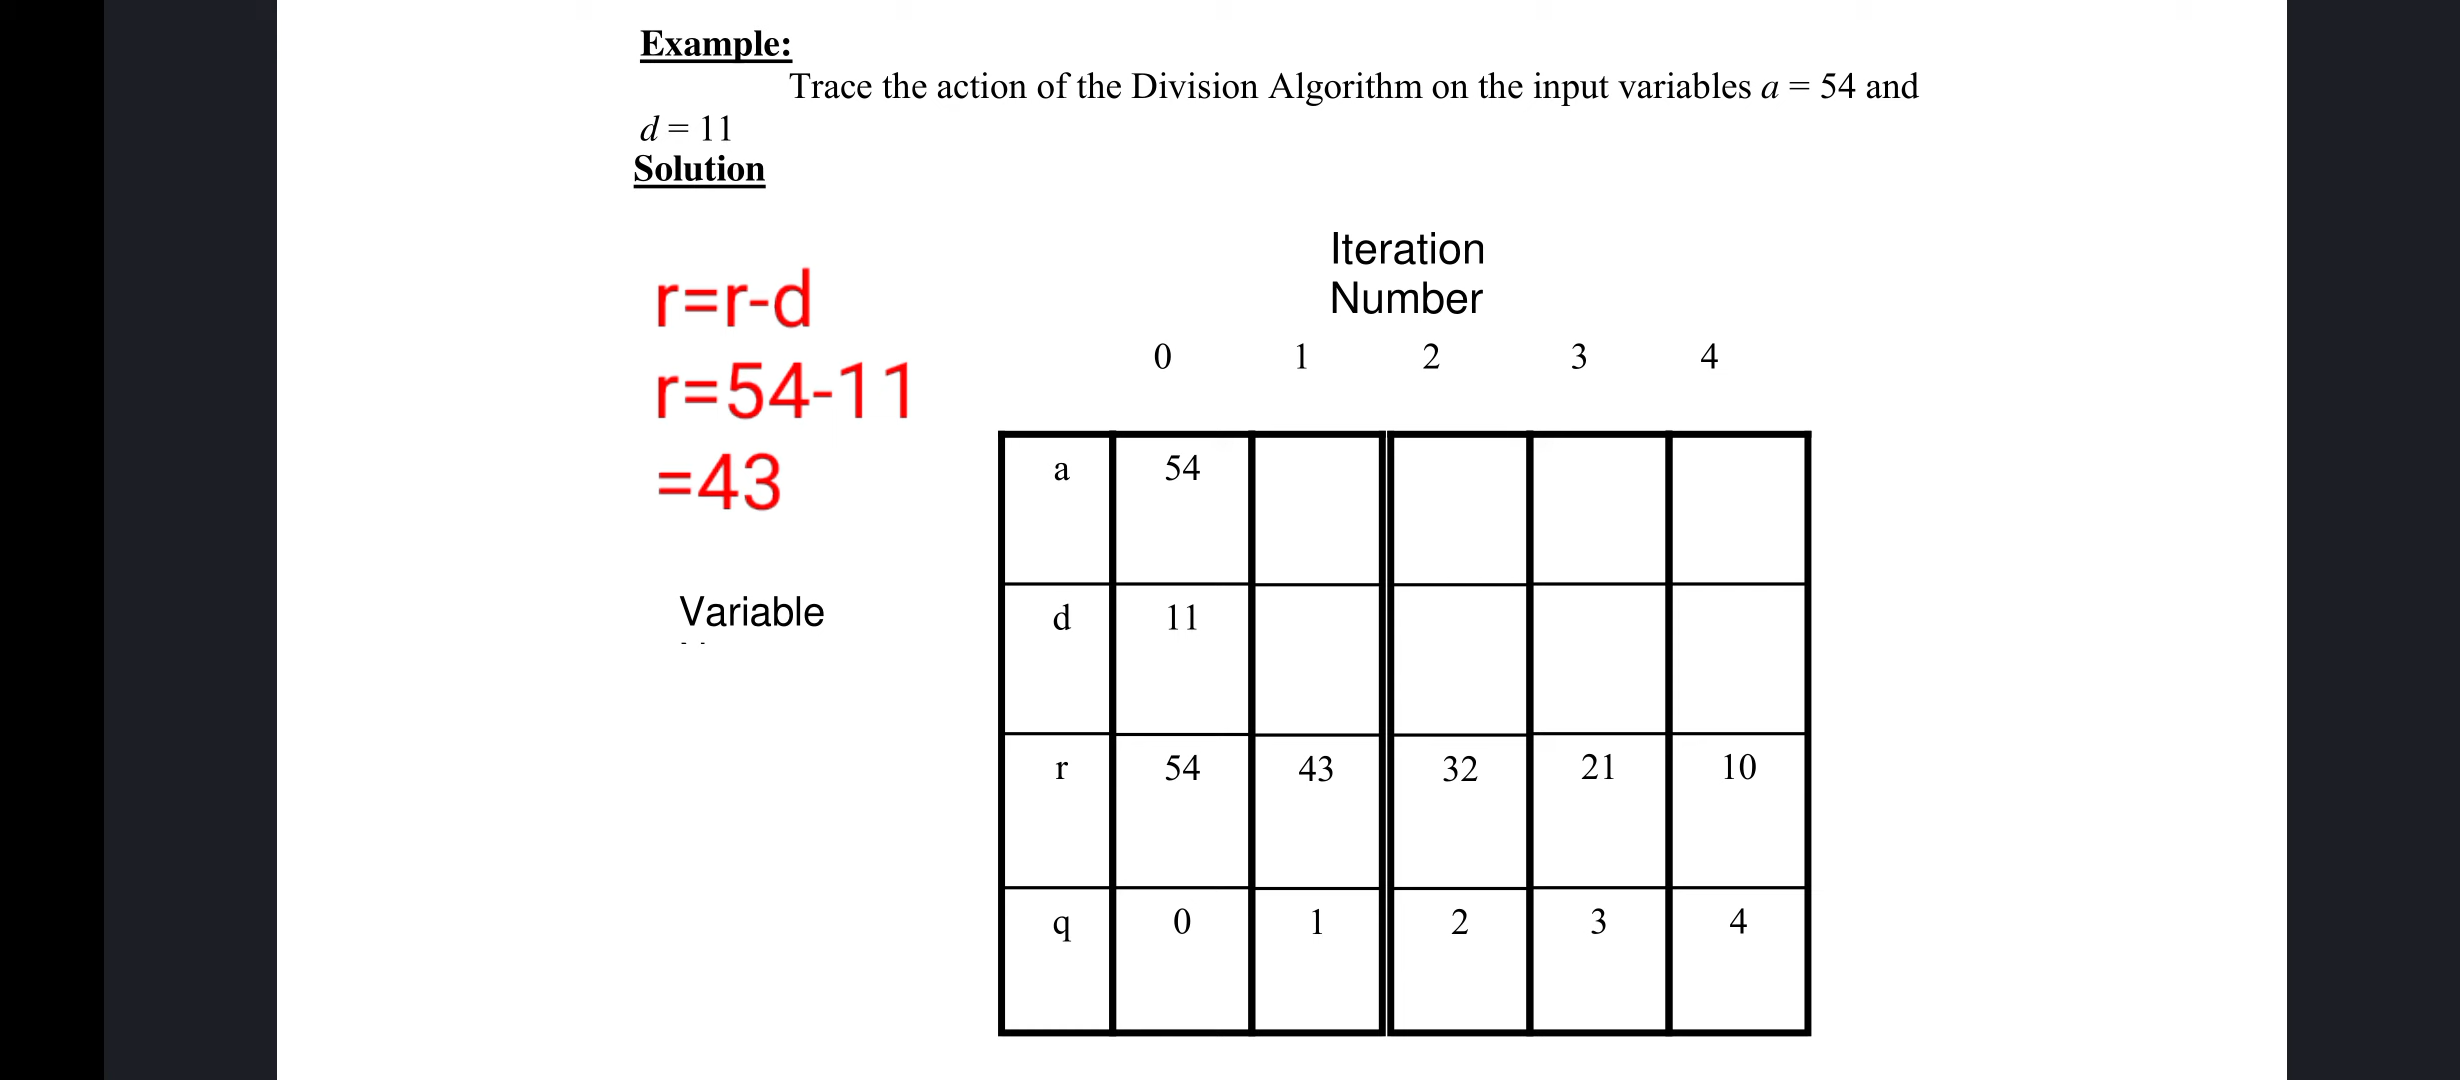 Example:
Trace the action of the Division Algorithm on the input variables a = 54 and
d = 11
Solution
r=r-d
r=54-11
=43
Iteration
Number
0 1 2 3 4
Variable
a 54
d 11
r 54 43 32 21 10
q 0 1 2 3 4